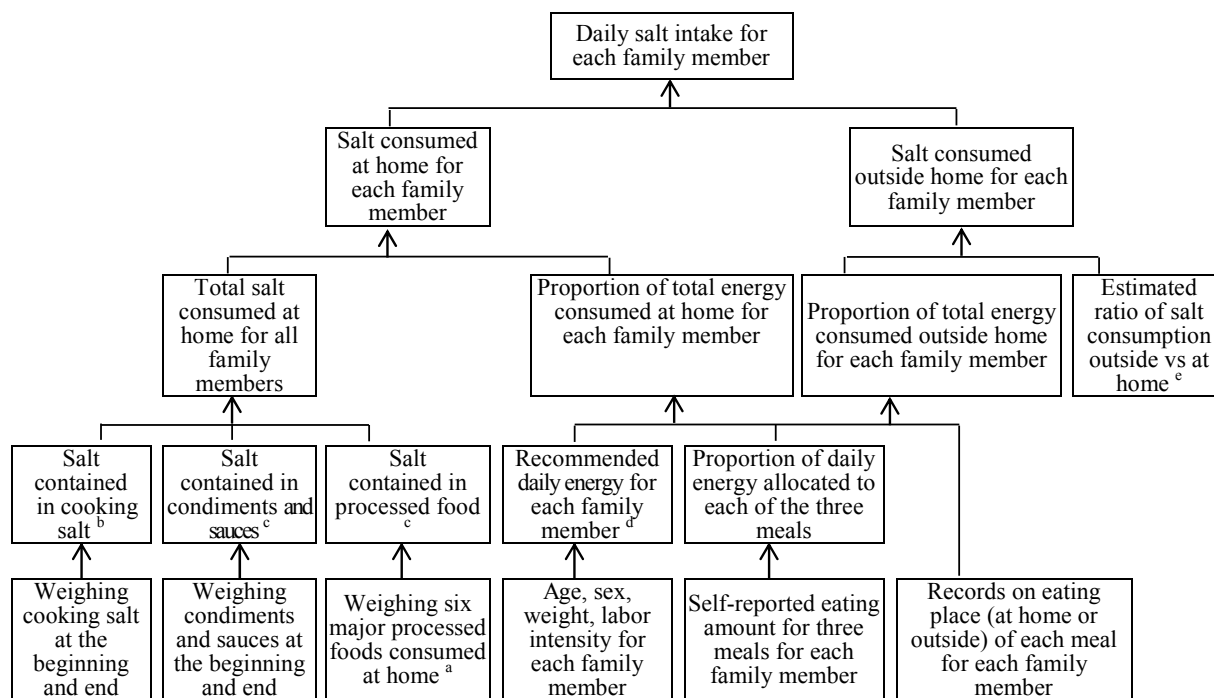 Daily salt intake for
each family member
Salt consumed
at home for
each family
member
Salt consumed
outside home for each
family member
Total salt
consumed at
home for all
family
members
Proportion of total energy
consumed at home for
each family member
Proportion of total energy
consumed outside home
for each family member
Estimated
ratio of salt
consumption
outside vs at
home e
Salt
contained
in cooking
salt b
Salt
contained in
condiments and
sauces c
Salt
contained in
processed food
c
Recommended
daily energy for
each family
member d
Proportion of daily
energy allocated to
each of the three
meals
Weighing
cooking salt
at the
beginning
and end
Weighing
condiments
and sauces at
the beginning
and end
Weighing six
major processed
foods consumed
at home a
Age, sex,
weight, labor
intensity for
each family
member
Self-reported eating
amount for three
meals for each
family member
Records on eating
place (at home or
outside) of each meal
for each family
member